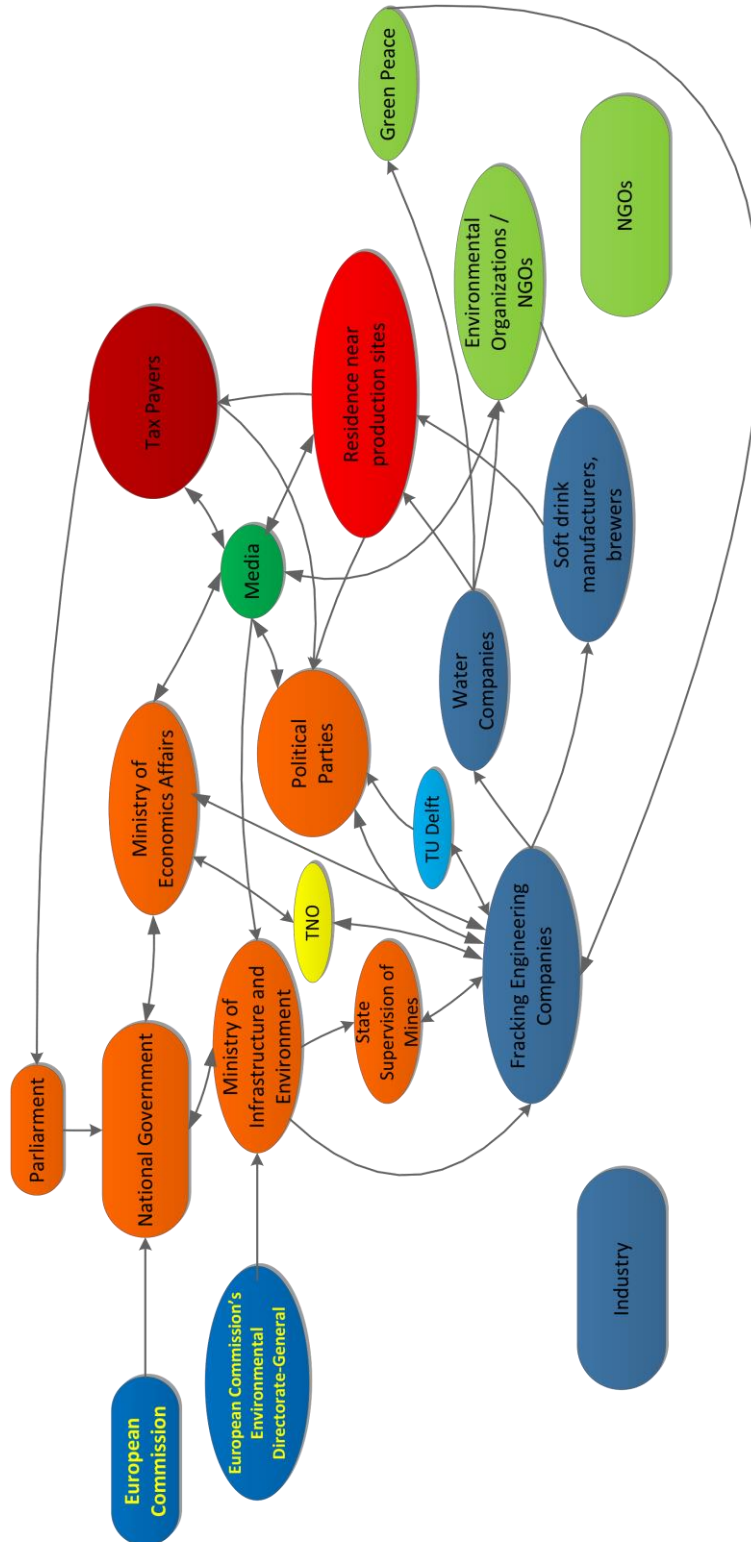 European
Commission
Parliarment
National Government
European Commission's
Environmental
Directorate-General
Ministry of
Infrastructure and
Environment
Ministry of
Economics Affairs
Tax Payers
Media
TNO
Political
Parties
Residence near
production sites
Green Peace
State
Supervision of
Mines
TU Delft
Water
Companies
Environmental
Organizations /
NGOs
Fracking Engineering
Companies
Soft drink
manufacturers,
brewers
Industry
NGOs